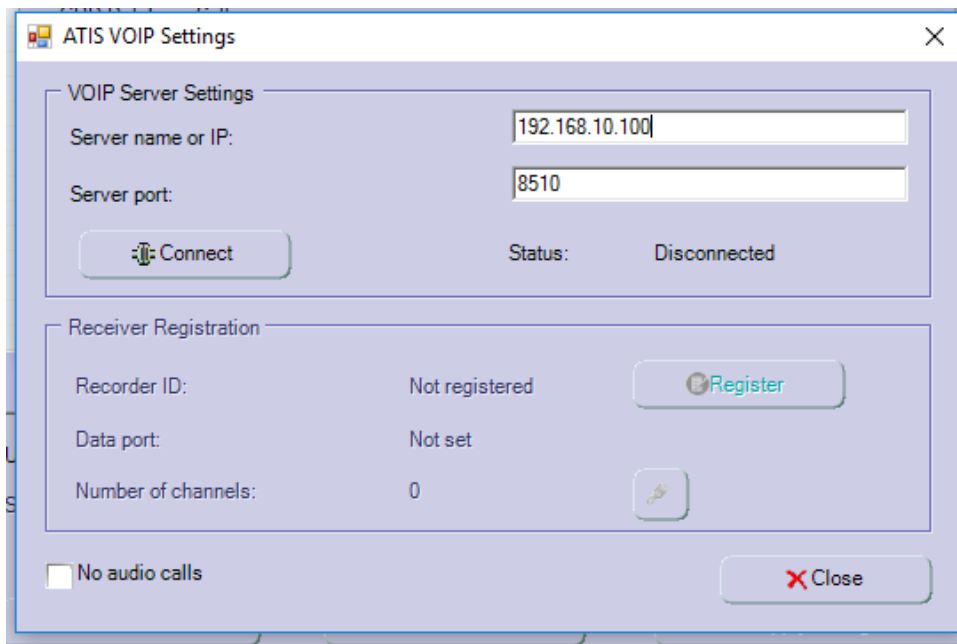 ATIS VOIP Settings
VOIP Server Settings
Server name or IP: 192.168.10.100
Server port: 8510
Connect Status: Disconnected
Receiver Registration
Recorder ID: Not registered Register
Data port: Not set
Number of channels: 0
No audio calls Close